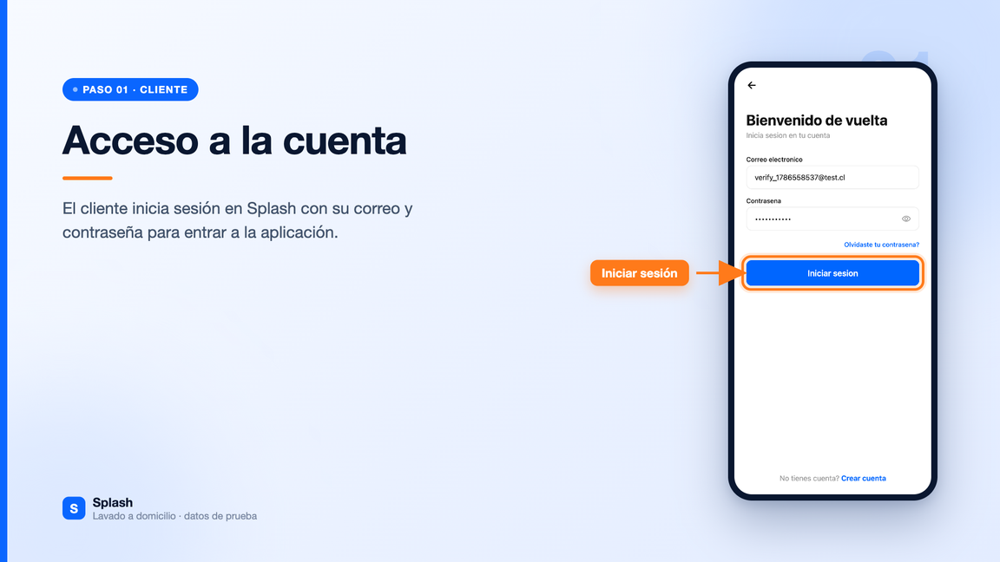 PASO 01 · CLIENTE
Acceso a la cuenta
El cliente inicia sesión en Splash con su correo y
contraseña para entrar a la aplicación.
Iniciar sesión
01
Bienvenido de vuelta
Inicia sesion en tu cuenta
Correo electronico
verify_1786558537@test.cl
Contrasena
•••••••••••
Olvidaste tu contrasena?
Iniciar sesion
No tienes cuenta? Crear cuenta
S
Splash
Lavado a domicilio · datos de prueba